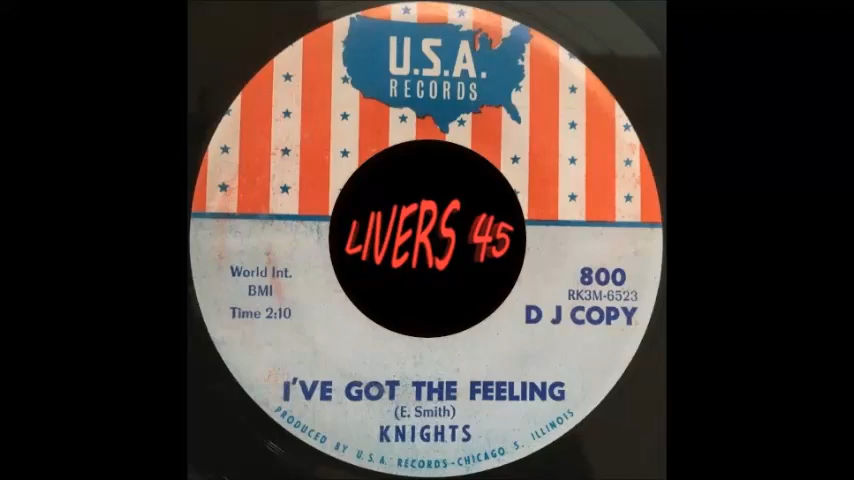 U.S.A.
RECORDS
LIVERS 45
World Int.
BMI
Time 2:10
800
RK3M-6523
D J COPY
I'VE GOT THE FEELING
(E. Smith)
KNIGHTS
PRODUCED BY U.S.A. RECORDS-CHICAGO 5, ILLINOIS